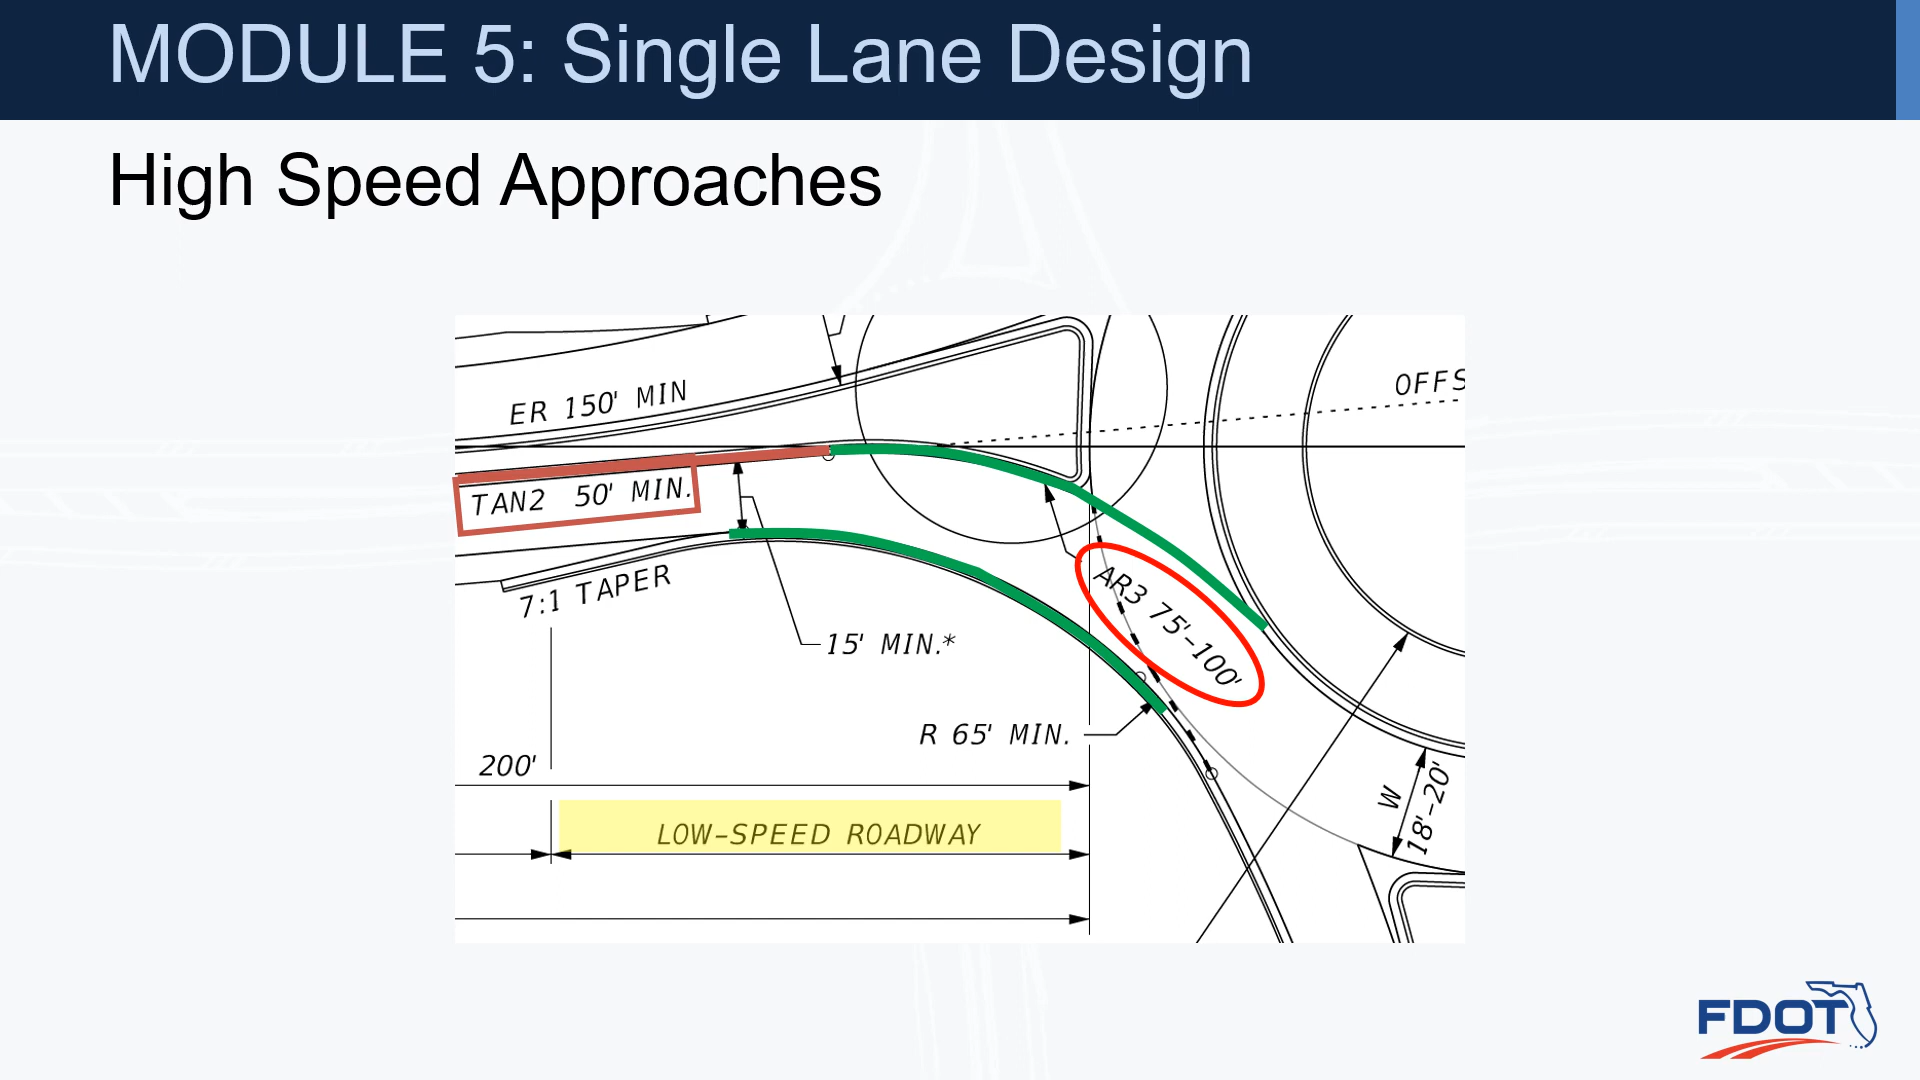 MODULE 5: Single Lane Design
High Speed Approaches
OFFS
ER 150' MIN
TAN2 50' MIN.
7:1 TAPER
AR3 75'-100'
15' MIN.*
R 65' MIN.
200'
W
18'-20'
LOW-SPEED ROADWAY
FDOT